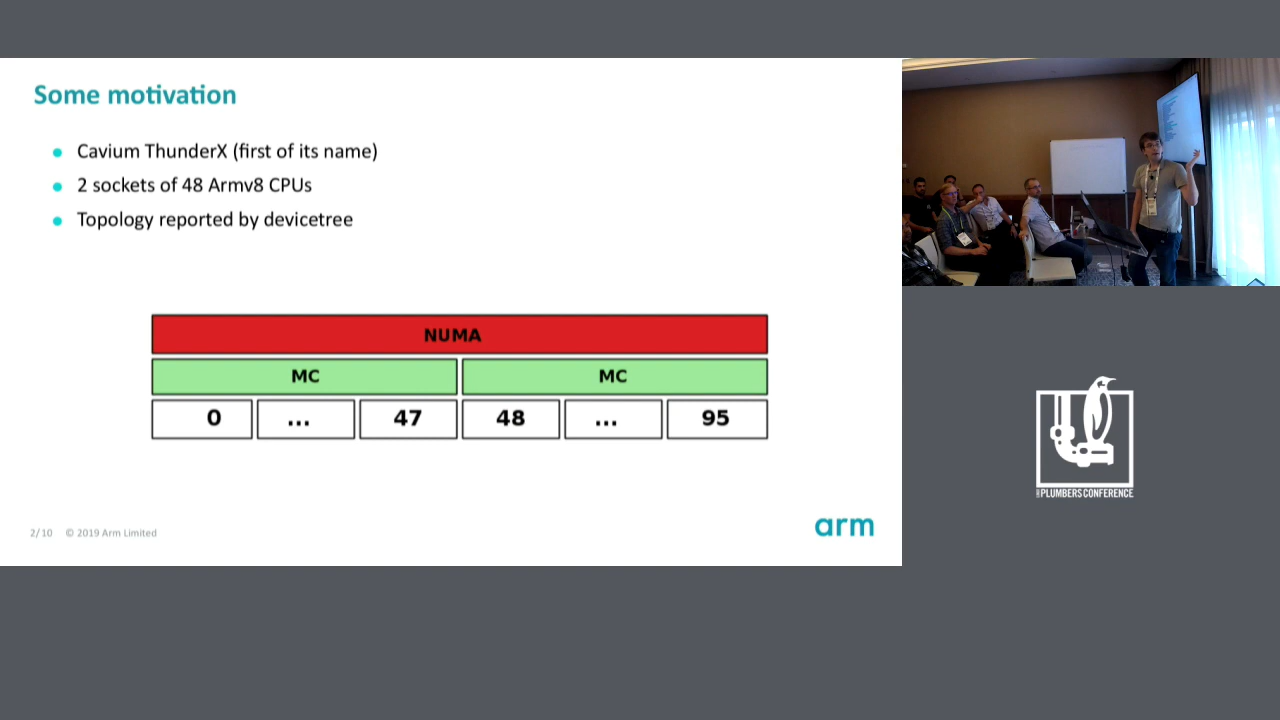 Some motivation
Cavium ThunderX (first of its name)
2 sockets of 48 Armv8 CPUs
Topology reported by devicetree
NUMA
MC MC
0 ... 47 48 ... 95
2/10 © 2019 Arm Limited
arm
PLUMBERS CONFERENCE